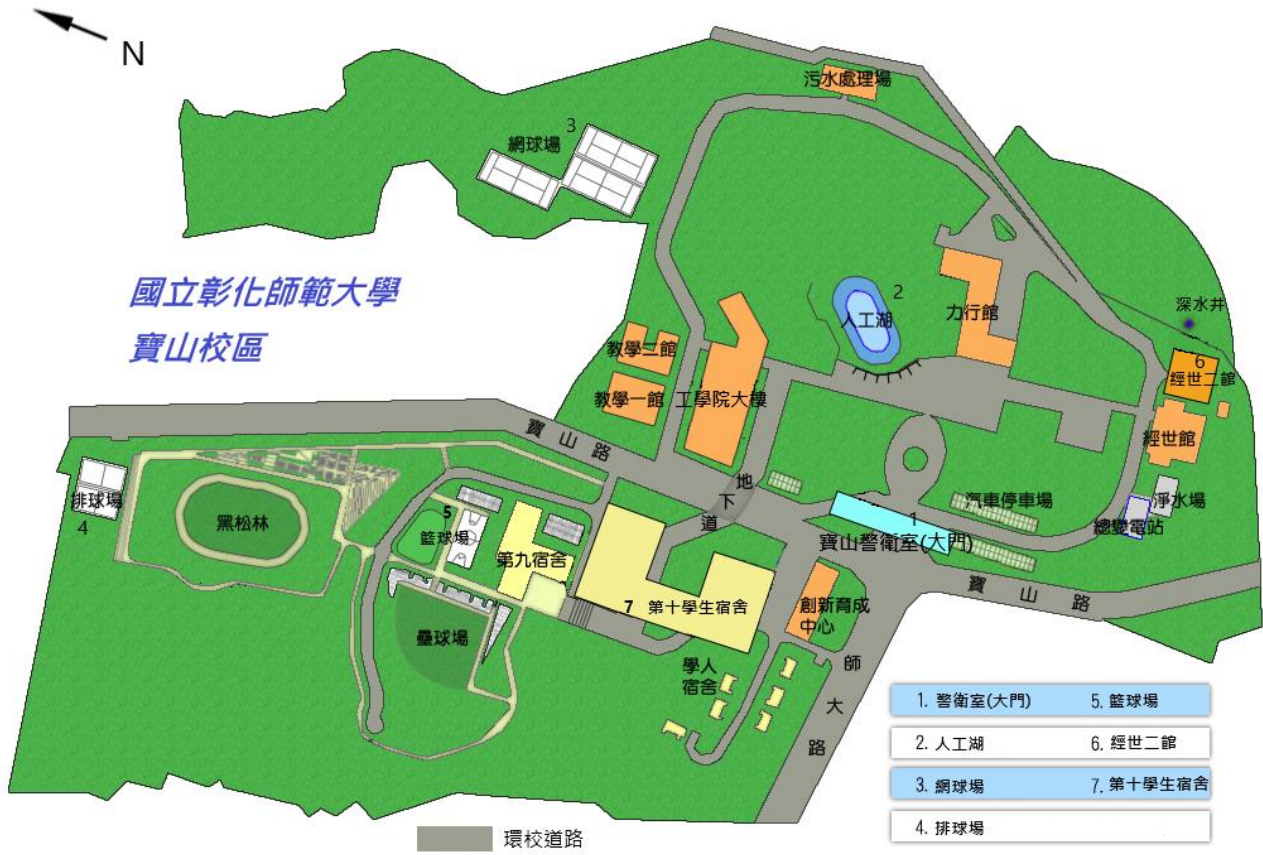 N
污水處理場
3
網球場
國立彰化師範大學
寶山校區
2
人工湖
力行館
深水井
6
經世二館
教學二館
教學一館
工學院大樓
經世館
寶山路
地下道
排球場
4
黑松林
5
籃球場
第九宿舍
汽車停車場
淨水場
總變電站
1
寶山警衛室(大門)
寶山路
7 第十學生宿舍
創新育成
中心
壘球場
學人
宿舍
師大路
1. 警衛室(大門) 5. 籃球場
2. 人工湖 6. 經世二館
3. 網球場 7. 第十學生宿舍
4. 排球場
環校道路